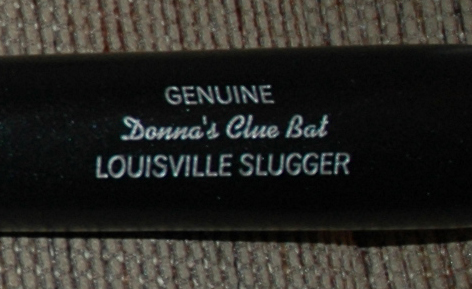 GENUINE
Donna's Clue Bat
LOUISVILLE SLUGGER